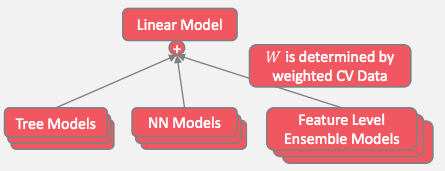 Linear Model
+
W is determined by
weighted CV Data
Tree Models
NN Models
Feature Level
Ensemble Models